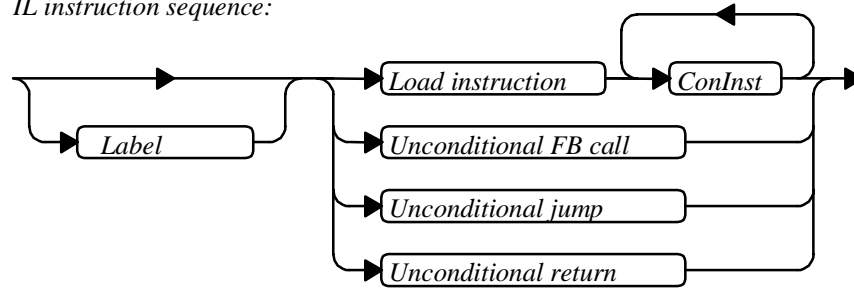 IL instruction sequence:
Load instruction
ConInst
Label
Unconditional FB call
Unconditional jump
Unconditional return